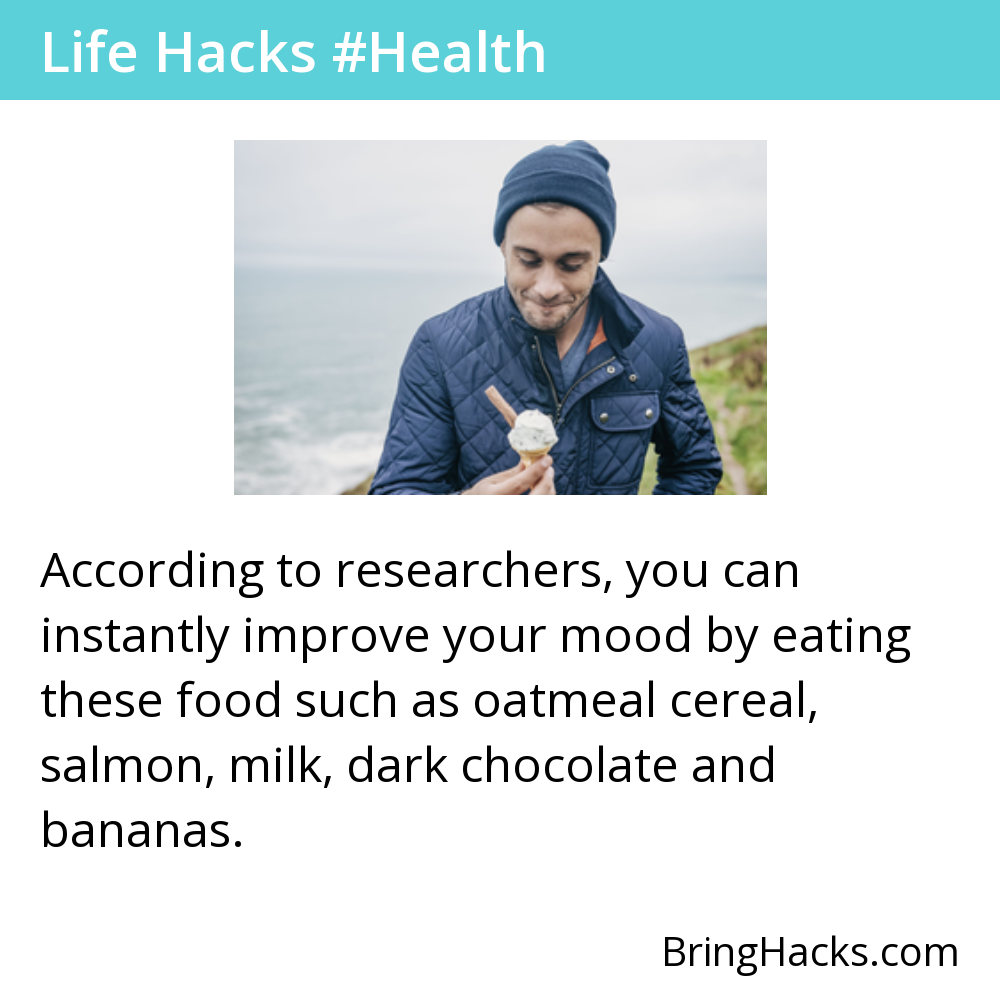 Life Hacks #Health
According to researchers, you can
instantly improve your mood by eating
these food such as oatmeal cereal,
salmon, milk, dark chocolate and
bananas.
BringHacks.com